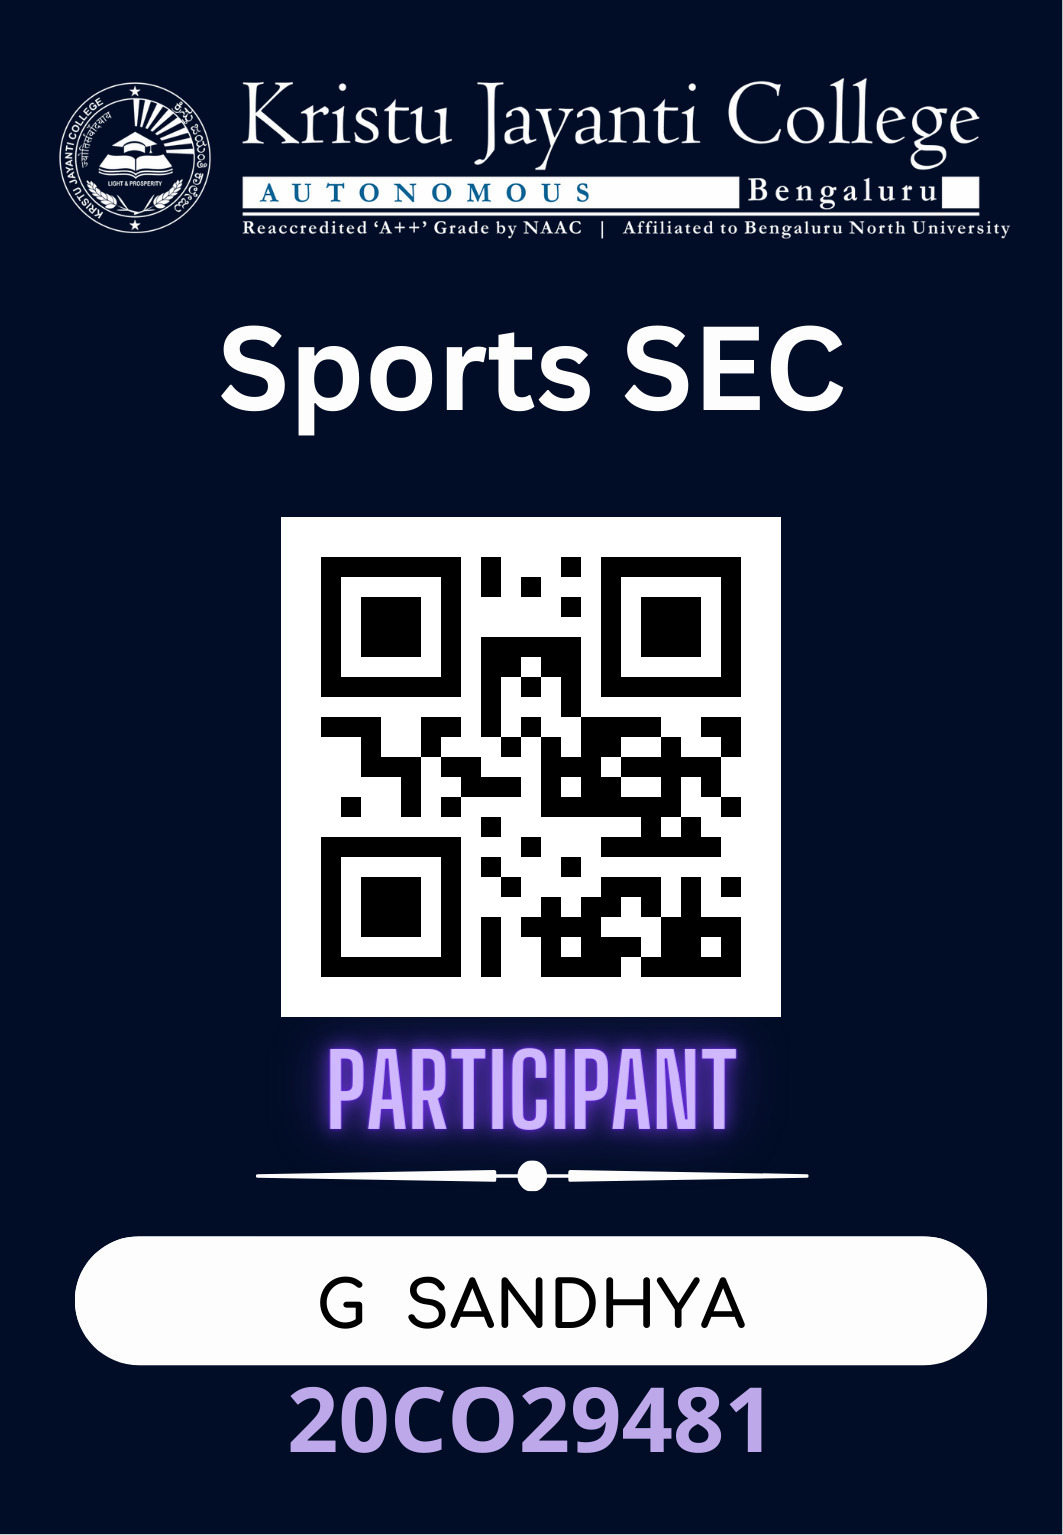 Kristu Jayanti College
AUTONOMOUS Bengaluru
Reaccredited ‘A++’ Grade by NAAC | Affiliated to Bengaluru North University
KRISTU JAYANTI COLLEGE
LIGHT & PROSPERITY
Sports SEC
PARTICIPANT
G SANDHYA
20CO29481